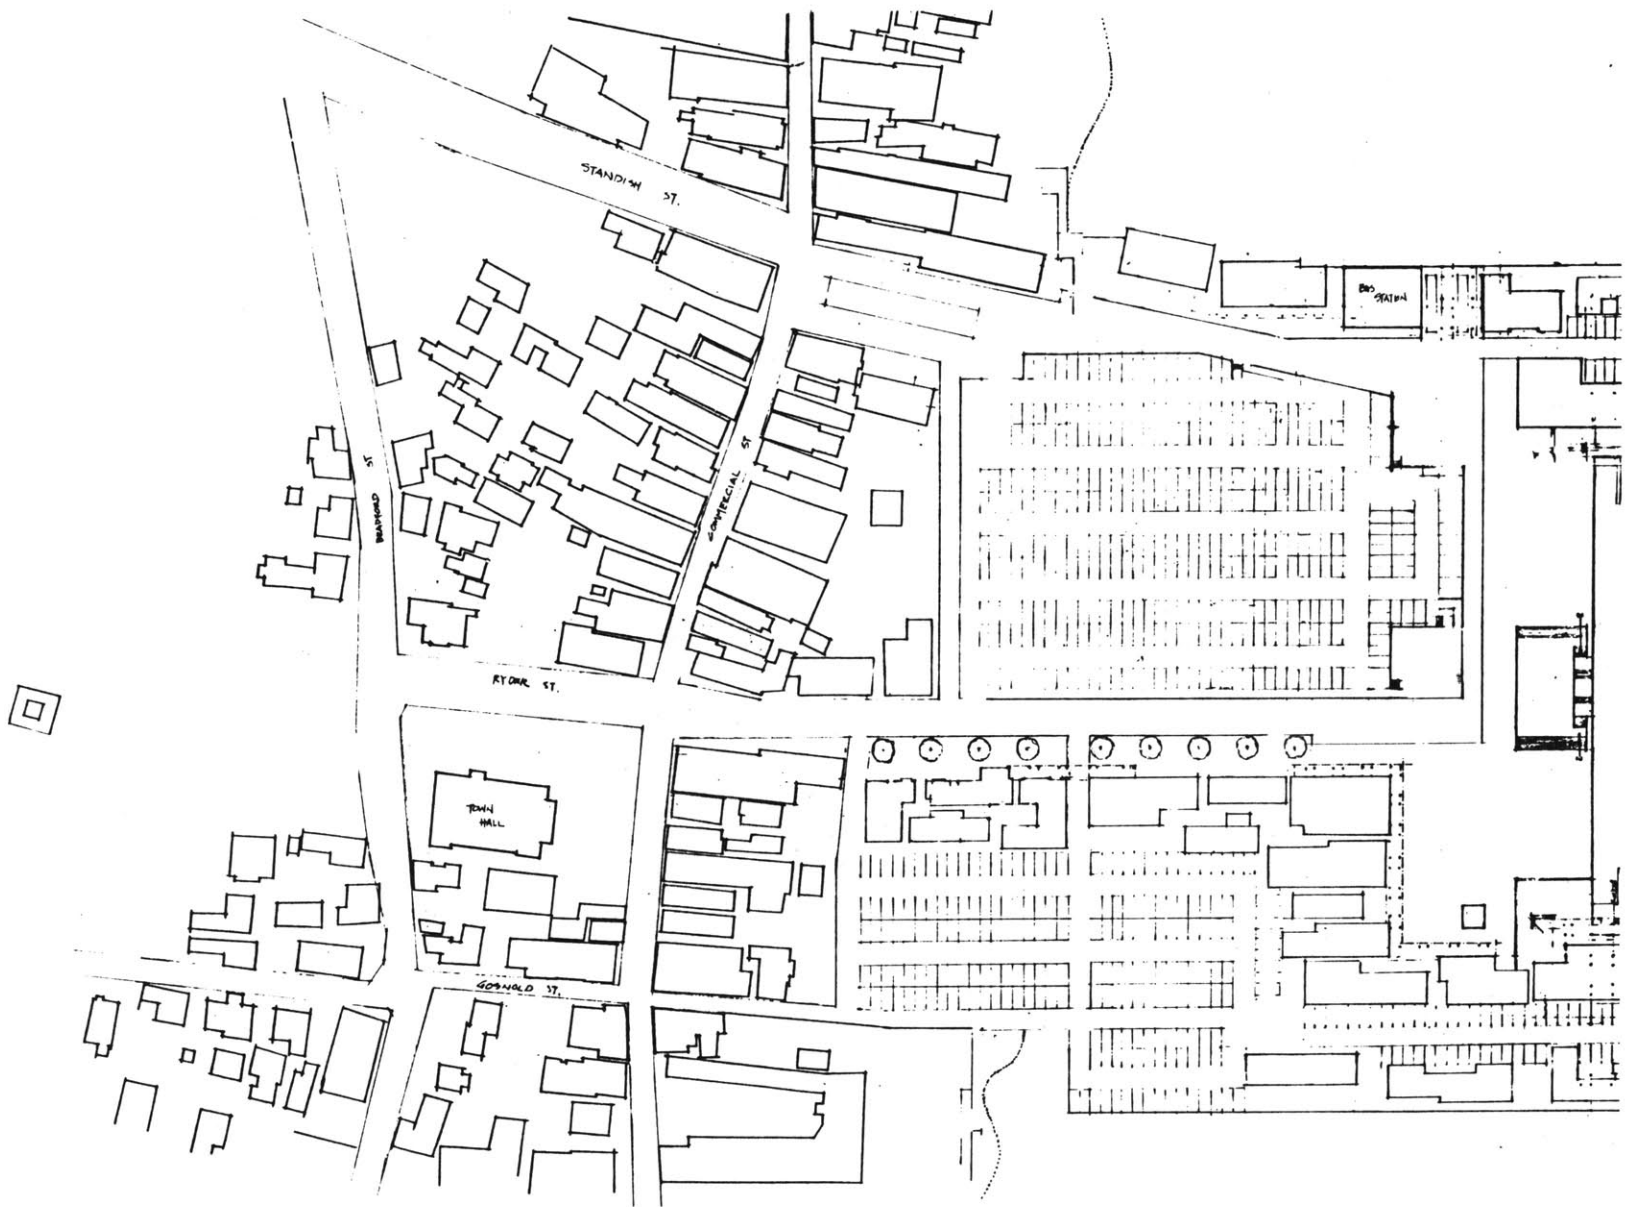 STANDISH ST.
BUS
STATION
COMMERCIAL ST
BRADFORD ST
RYDER ST.
TOWN
HALL
GOSNOLD ST.